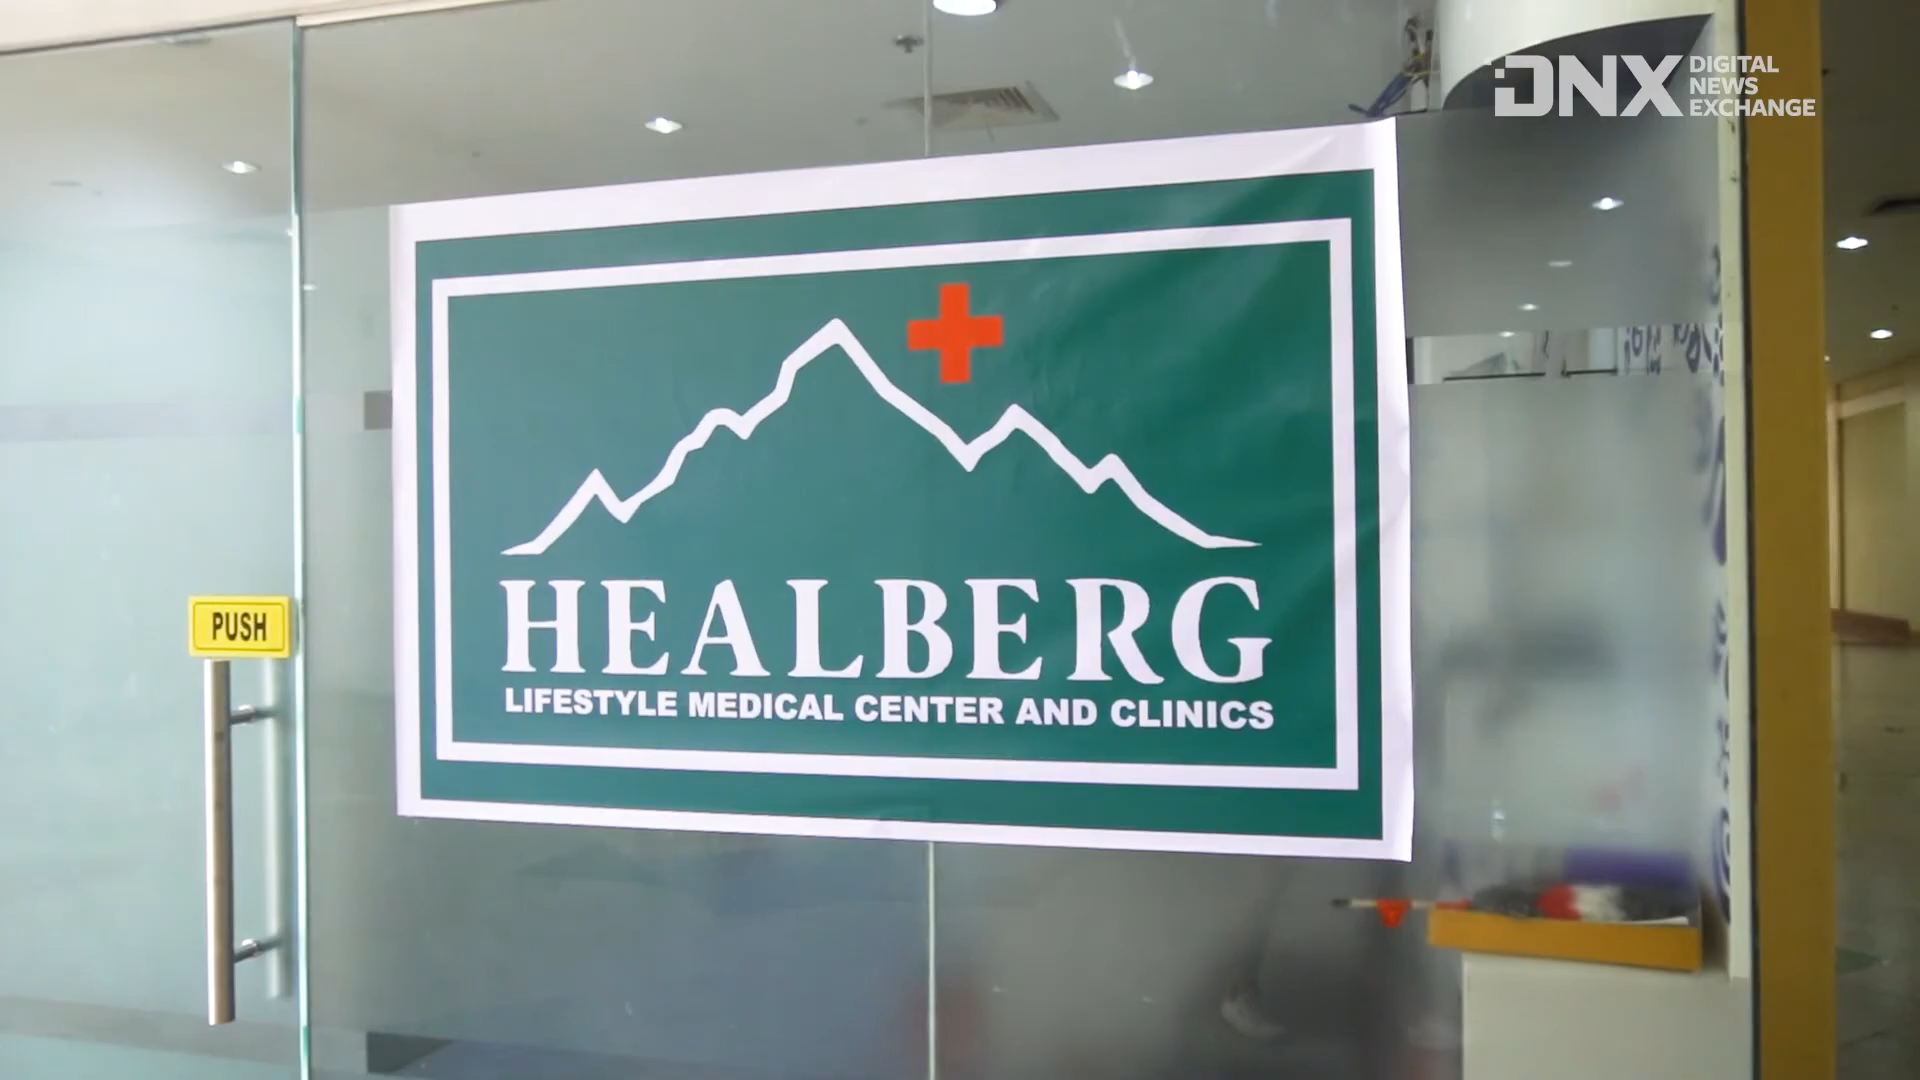 DNX DIGITAL
NEWS
EXCHANGE
PUSH
HEALBERG
LIFESTYLE MEDICAL CENTER AND CLINICS